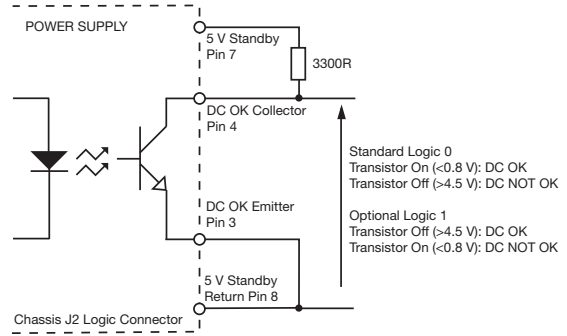 POWER SUPPLY
5 V Standby
Pin 7
3300R
DC OK Collector
Pin 4
Standard Logic 0
Transistor On (<0.8 V): DC OK
Transistor Off (>4.5 V): DC NOT OK
Optional Logic 1
Transistor Off (>4.5 V): DC OK
Transistor On (<0.8 V): DC NOT OK
DC OK Emitter
Pin 3
5 V Standby
Return Pin 8
Chassis J2 Logic Connector